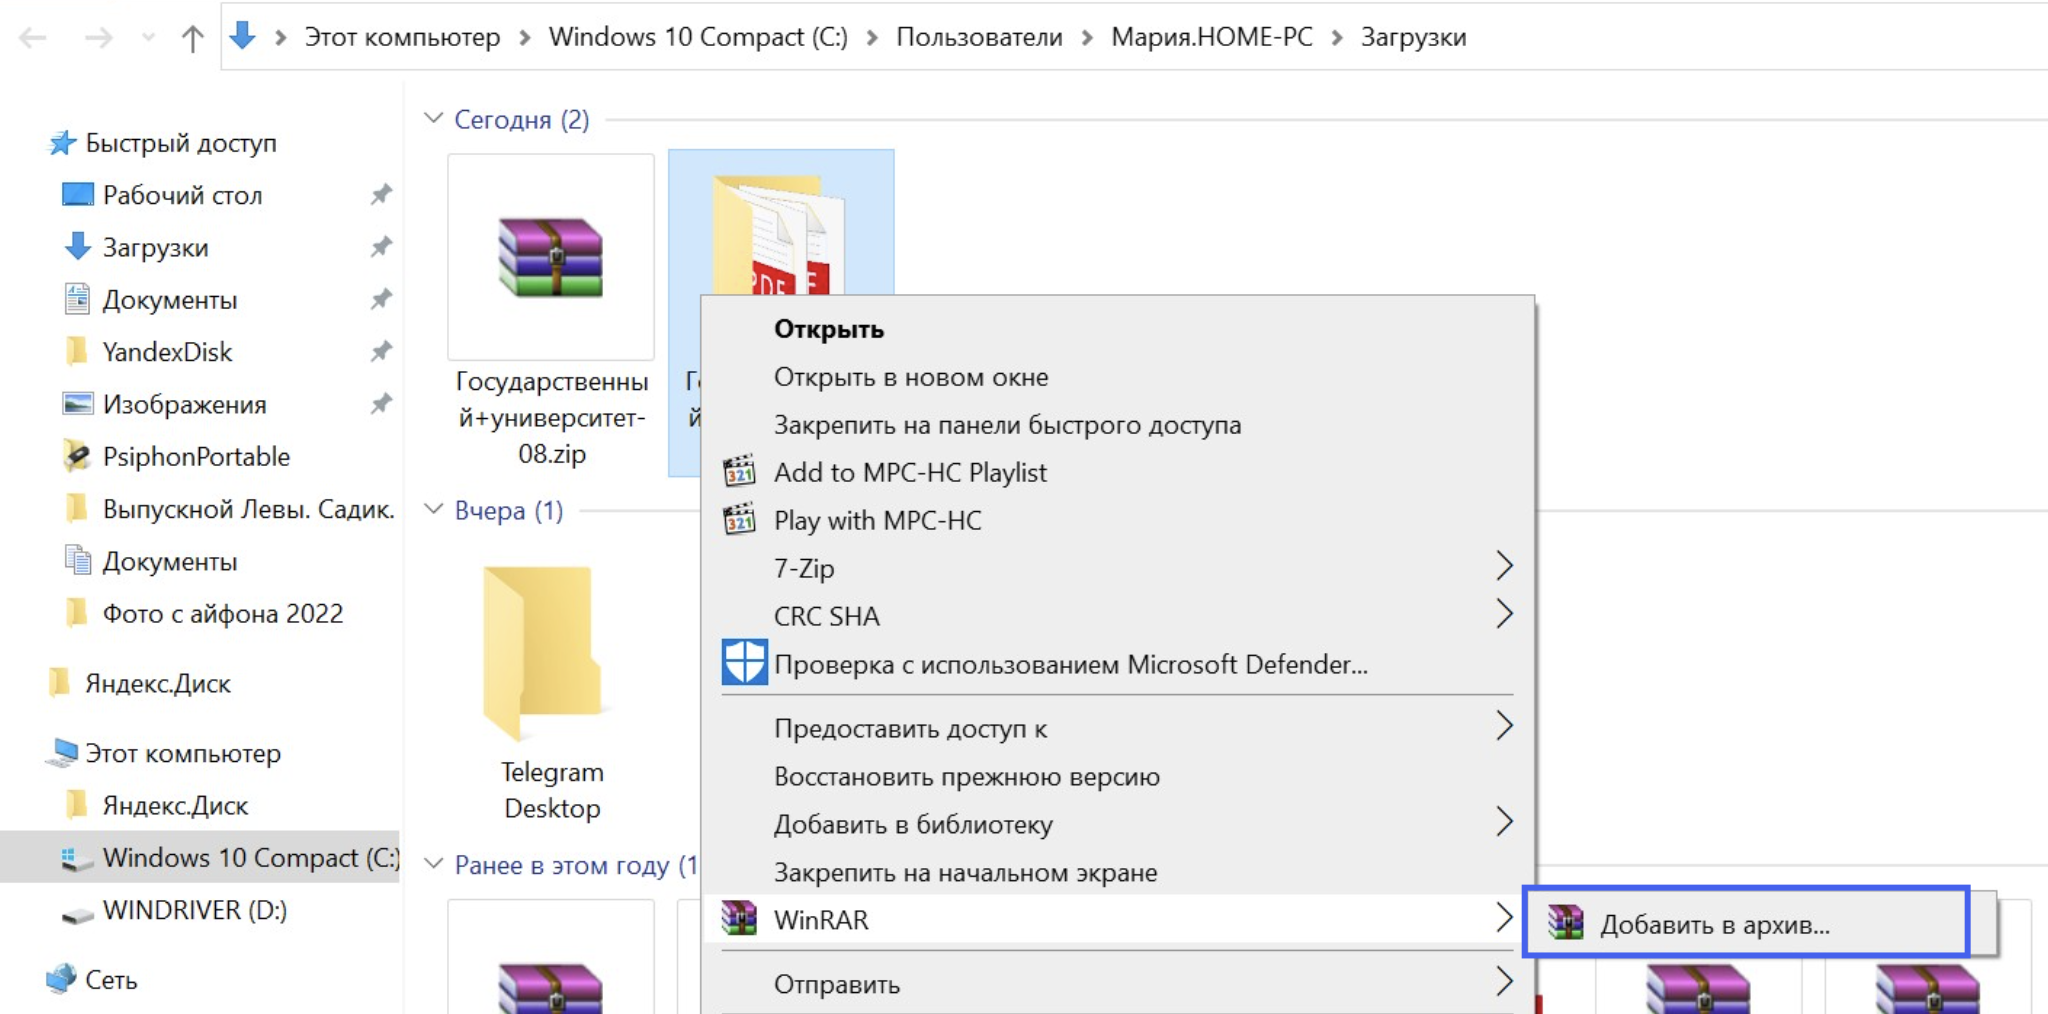 Этот компьютер > Windows 10 Compact (C:) > Пользователи > Мария.HOME-PC > Загрузки
Быстрый доступ
Рабочий стол
Загрузки
Документы
YandexDisk
Изображения
PsiphonPortable
Выпускной Левы. Садик.
Документы
Фото с айфона 2022
Яндекс.Диск
Этот компьютер
Яндекс.Диск
Windows 10 Compact (C:)
WINDRIVER (D:)
Сеть
Сегодня (2)
Государственны
й+университет-
08.zip
Вчера (1)
Telegram
Desktop
Ранее в этом году (1
Открыть
Открыть в новом окне
Закрепить на панели быстрого доступа
Add to MPC-HC Playlist
Play with MPC-HC
7-Zip
CRC SHA
Проверка с использованием Microsoft Defender...
Предоставить доступ к
Восстановить прежнюю версию
Добавить в библиотеку
Закрепить на начальном экране
WinRAR
Отправить
Добавить в архив...